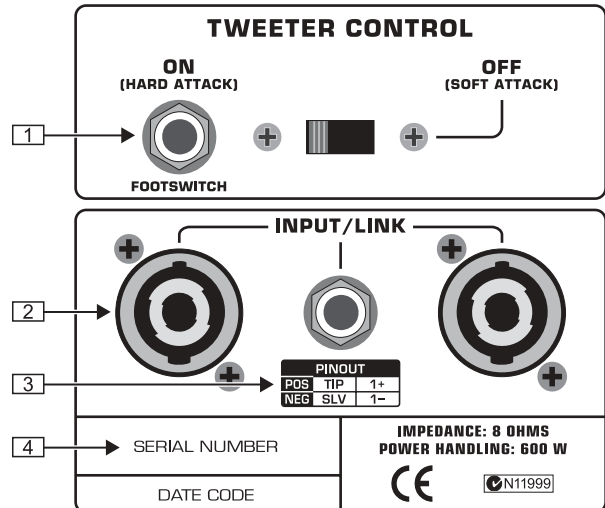 TWEETER CONTROL
ON
(HARD ATTACK)
OFF
(SOFT ATTACK)
1
FOOTSWITCH
INPUT/LINK
2
3
PINOUT
POS TIP 1+
NEG SLV 1-
4
SERIAL NUMBER
DATE CODE
IMPEDANCE: 8 OHMS
POWER HANDLING: 600 W
CE
N11999